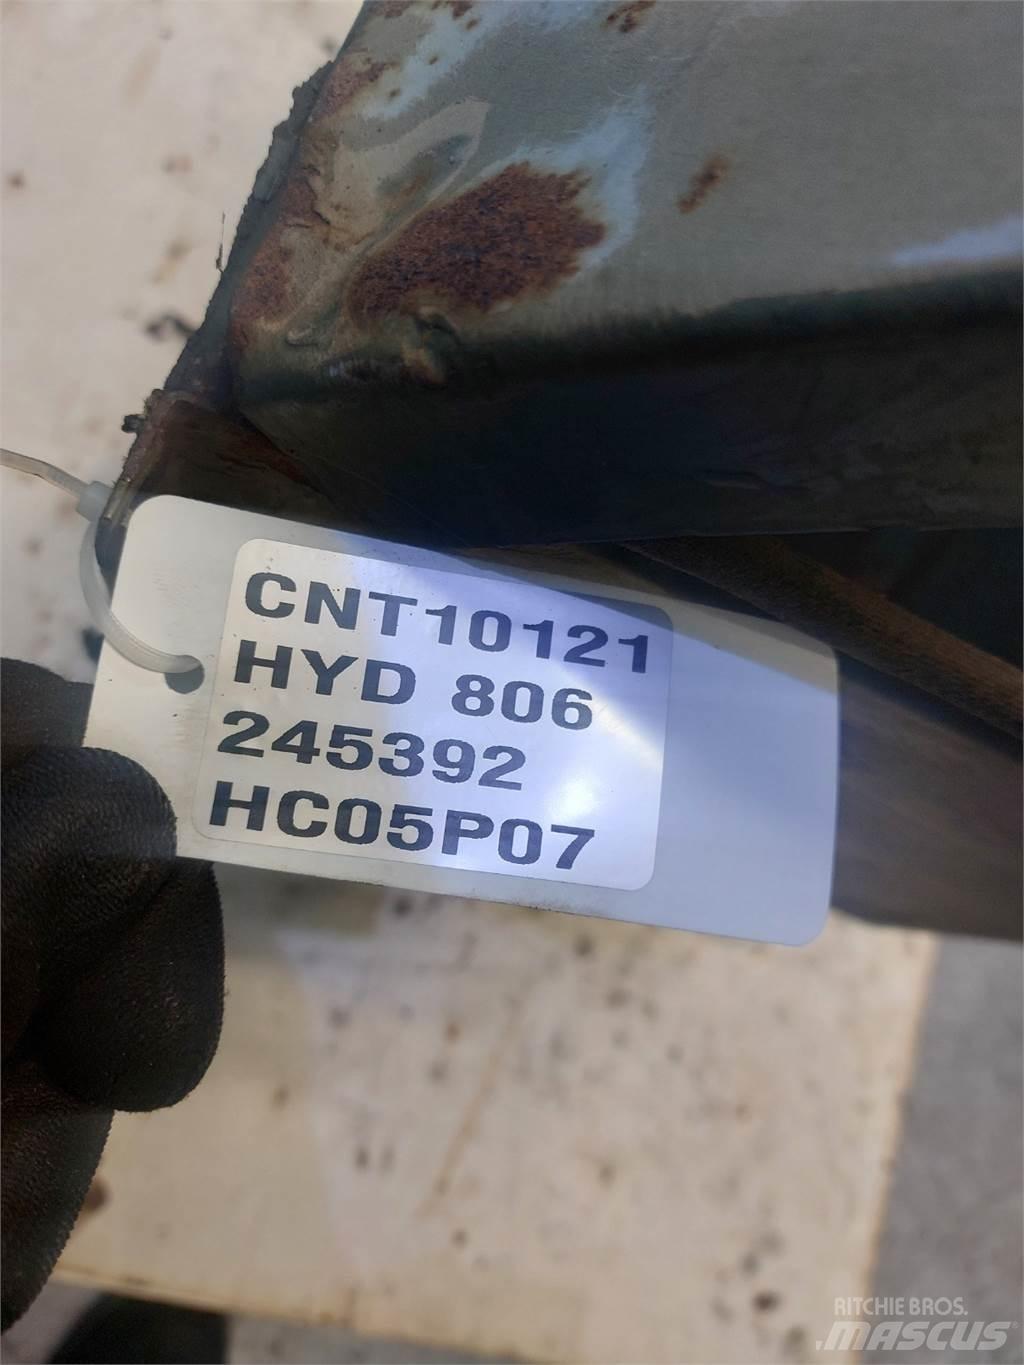 CNT10121
HYD 806
245392
HC05P07
RITCHIE BROS.
MASCUS